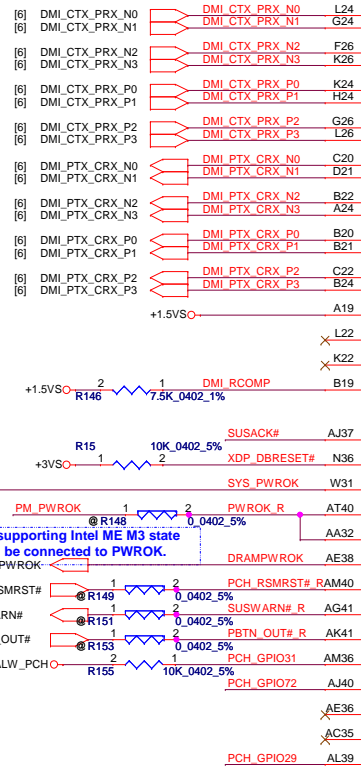 [6] DMI_CTX_PRX_N0 DMI_CTX_PRX_N0 L24
[6] DMI_CTX_PRX_N1 DMI_CTX_PRX_N1 G24
[6] DMI_CTX_PRX_N2 DMI_CTX_PRX_N2 F26
[6] DMI_CTX_PRX_N3 DMI_CTX_PRX_N3 K26
[6] DMI_CTX_PRX_P0 DMI_CTX_PRX_P0 K24
[6] DMI_CTX_PRX_P1 DMI_CTX_PRX_P1 H24
[6] DMI_CTX_PRX_P2 DMI_CTX_PRX_P2 G26
[6] DMI_CTX_PRX_P3 DMI_CTX_PRX_P3 L26
[6] DMI_PTX_CRX_N0 DMI_PTX_CRX_N0 C20
[6] DMI_PTX_CRX_N1 DMI_PTX_CRX_N1 D21
[6] DMI_PTX_CRX_N2 DMI_PTX_CRX_N2 B22
[6] DMI_PTX_CRX_N3 DMI_PTX_CRX_N3 A24
[6] DMI_PTX_CRX_P0 DMI_PTX_CRX_P0 B20
[6] DMI_PTX_CRX_P1 DMI_PTX_CRX_P1 B21
[6] DMI_PTX_CRX_P2 DMI_PTX_CRX_P2 C22
[6] DMI_PTX_CRX_P3 DMI_PTX_CRX_P3 B24
+1.5VS A19
L22
K22
+1.5VS 2 1 DMI_RCOMP B19
R146 7.5K_0402_1%
SUSACK# AJ37
R15 10K_0402_5%
+3VS 1 2 XDP_DBRESET# N36
SYS_PWROK W31
PM_PWROK 1 2 PWROK_R AT40
@ R148 0_0402_5%
supporting Intel ME M3 state AA32
be connected to PWROK.
PWROK DRAMPWROK AE38
SMRST# 1 2 PCH_RSMRST#_R AM40
@R149 0_0402_5%
ARN# 1 2 SUSWARN#_R AG41
@R151 0_0402_5%
_OUT# 1 2 PBTN_OUT#_R AK41
@R153 0_0402_5%
ALW_PCH 2 1 PCH_GPIO31 AM36
R155 10K_0402_5%
PCH_GPIO72 AJ40
AE36
AC35
PCH_GPIO29 AL39